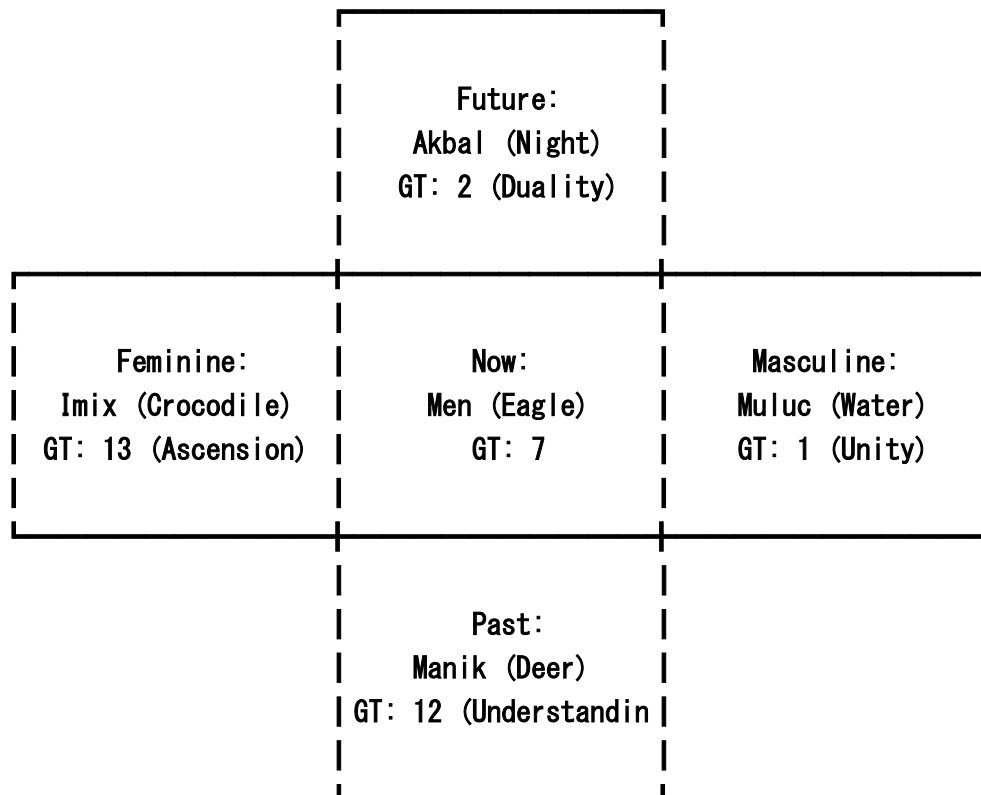 Future:
Akbal (Night)
GT: 2 (Duality)
Feminine:
Imix (Crocodile)
GT: 13 (Ascension)
Now:
Men (Eagle)
GT: 7
Masculine:
Muluc (Water)
GT: 1 (Unity)
Past:
Manik (Deer)
GT: 12 (Understandin